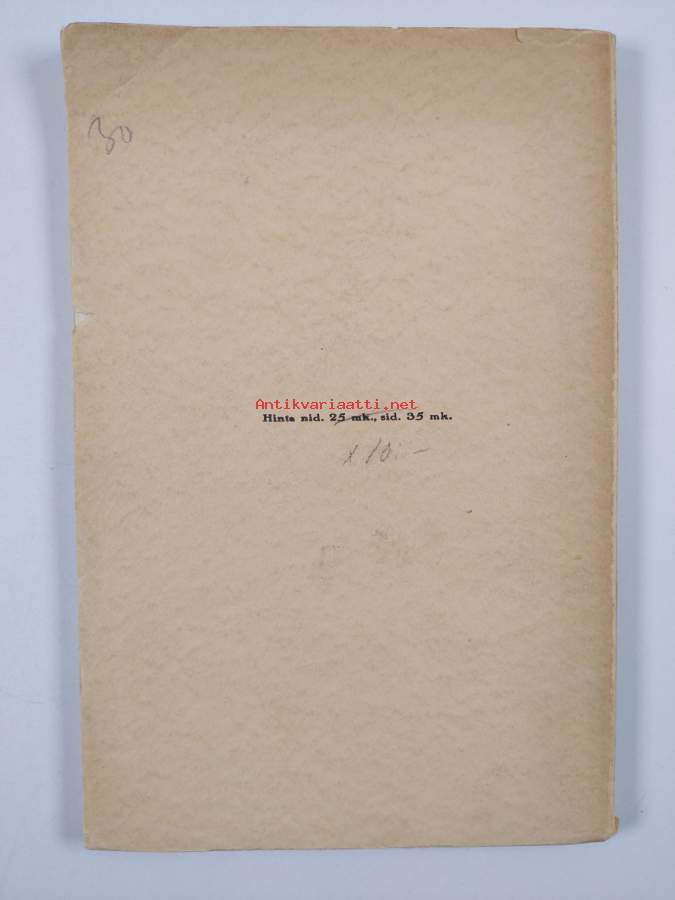 30
Antikvariaatti.net
Hinta nid. 25 mk., sid. 35 mk.
x 10. –